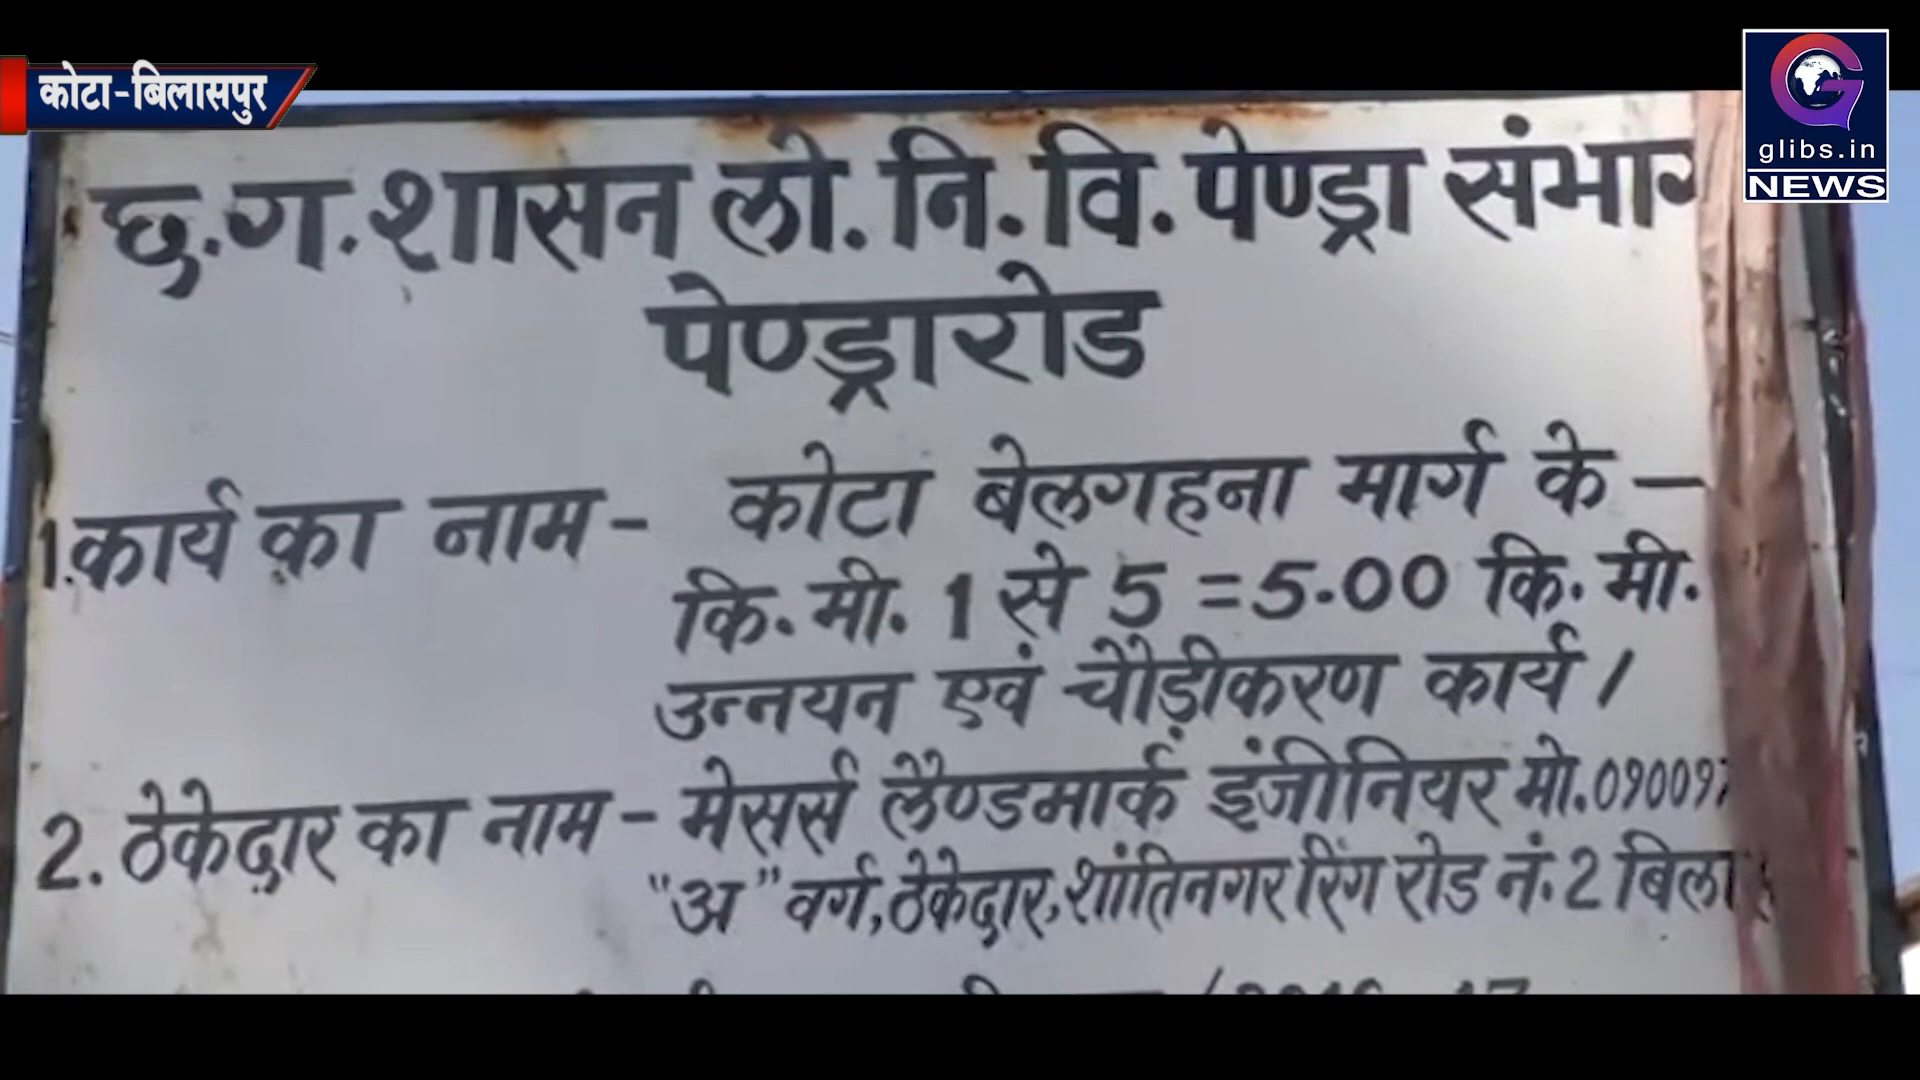 कोटा-बिलासपुर
glibs.in
NEWS
छ.ग.शासन लो.नि.वि.पेण्ड्रा संभाग
पेण्ड्रारोड
1.कार्य का नाम- कोटा बेलगहना मार्ग के-
कि.मी. 1 से 5 =5.00 कि.मी.
उन्नयन एवं चौड़ीकरण कार्य/
2. ठेकेदार का नाम- मेसर्स लैण्डमार्क इंजीनियर मो.090097
"अ" वर्ग,ठेकेदार,शांतिनगर रिंग रोड नं.2 बिला